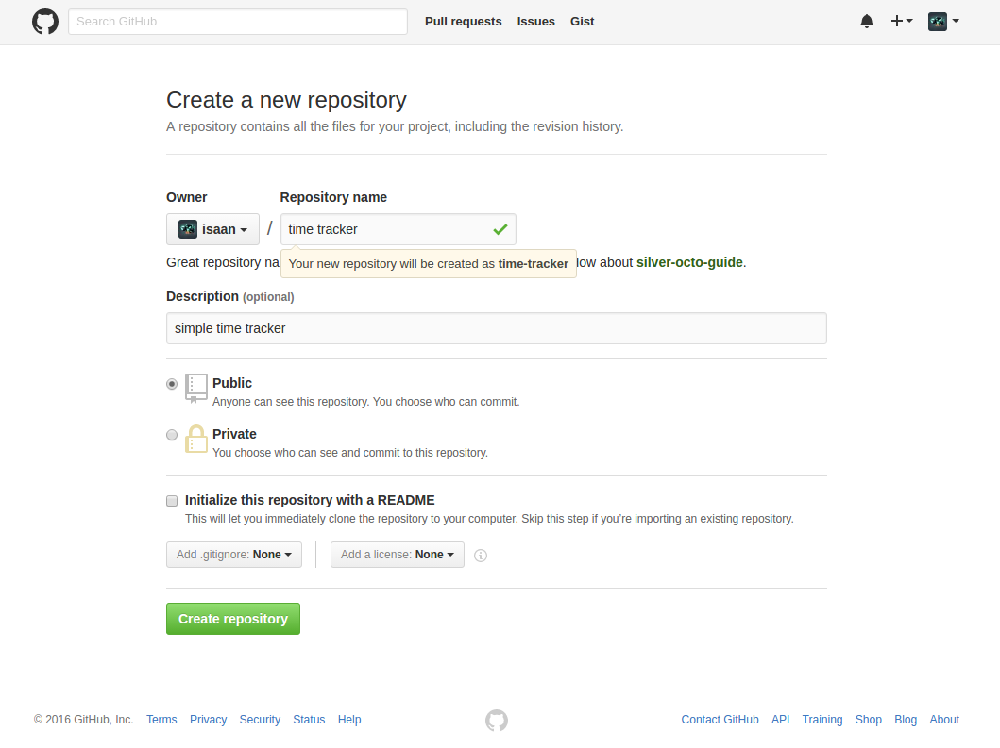 Search GitHub Pull requests Issues Gist
Create a new repository
A repository contains all the files for your project, including the revision history.
Owner Repository name
isaan / time tracker
Great repository Your new repository will be created as time-tracker about silver-octo-guide.
Description (optional)
simple time tracker
Public
Anyone can see this repository. You choose who can commit.
Private
You choose who can see and commit to this repository.
Initialize this repository with a README
This will let you immediately clone the repository to your computer. Skip this step if you’re importing an existing repository.
Add .gitignore: None Add a license: None
Create repository
© 2016 GitHub, Inc. Terms Privacy Security Status Help Contact GitHub API Training Shop Blog About